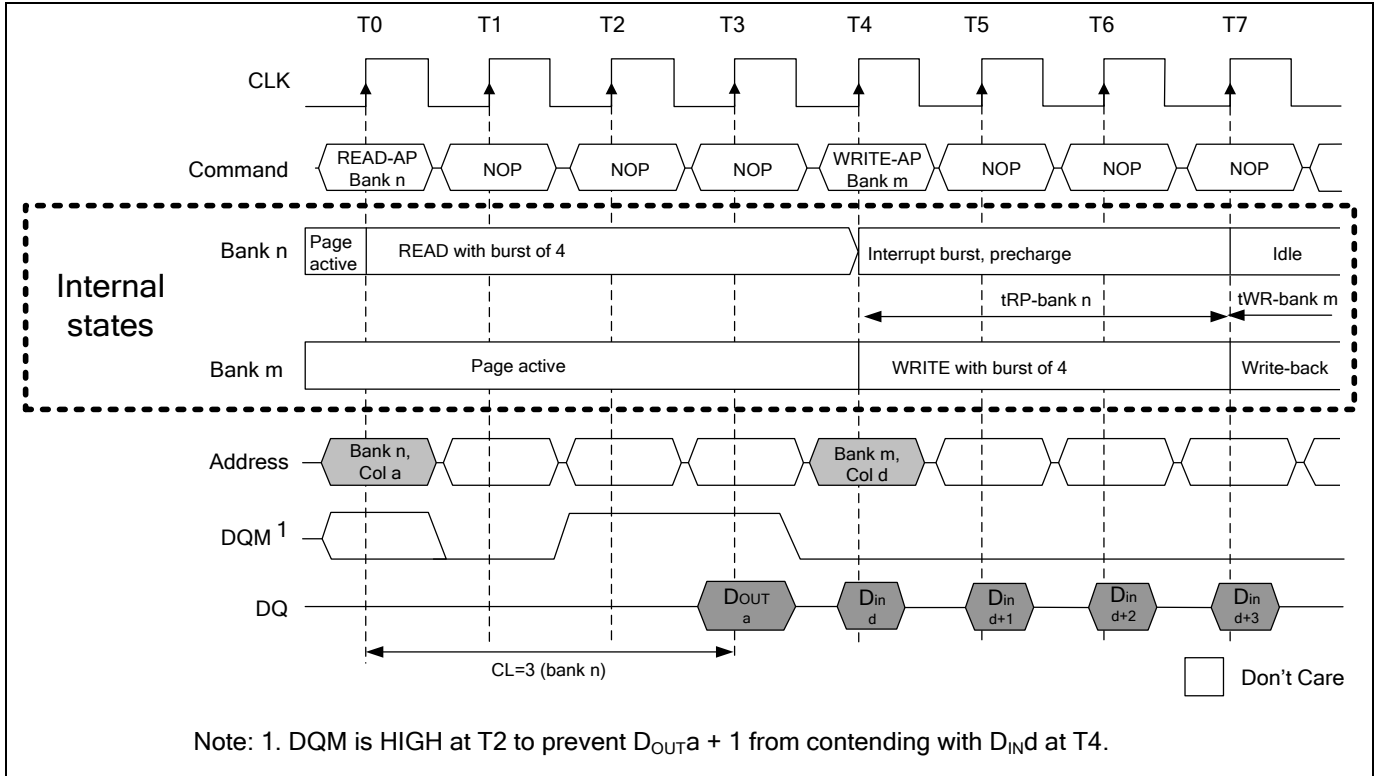 T0 T1 T2 T3 T4 T5 T6 T7
CLK
Command
READ-AP
Bank n
NOP
NOP
NOP
WRITE-AP
Bank m
NOP
NOP
NOP
Internal
states
Bank n
Page
active
READ with burst of 4
Interrupt burst, precharge
Idle
tRP-bank n
tWR-bank m
Bank m
Page active
WRITE with burst of 4
Write-back
Address
Bank n,
Col a
Bank m,
Col d
DQM 1
DQ
DOUT
a
Din
d
Din
d+1
Din
d+2
Din
d+3
CL=3 (bank n)
Don't Care
Note: 1. DQM is HIGH at T2 to prevent DOUTa + 1 from contending with DINd at T4.